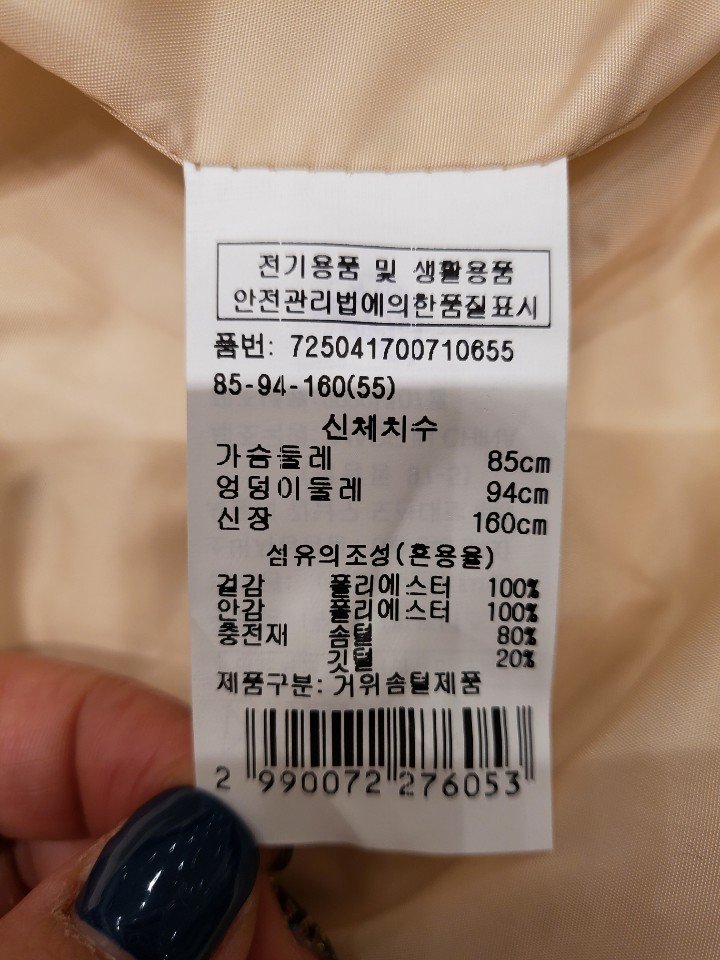 전기용품 및 생활용품
안전관리법에의한품질표시
품번: 725041700710655
85-94-160(55)
신체치수
가슴둘레 85cm
엉덩이둘레 94cm
신장 160cm
섬유의조성(혼용율)
겉감 폴리에스터 100%
안감 폴리에스터 100%
충전재 솜털 80%
깃털 20%
제품구분: 거위솜털제품
2 990072 276053